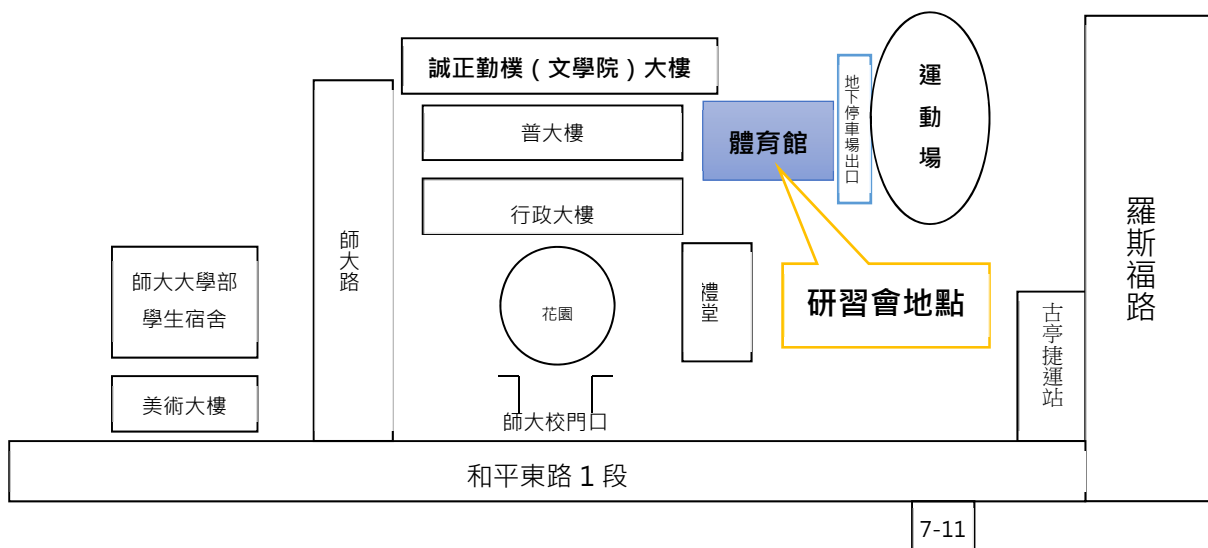 誠正勤樸（文學院）大樓
普大樓
體育館
地下停車場出口
運動場
行政大樓
師大路
羅斯福路
師大大學部
學生宿舍
花園
禮堂
研習會地點
古亭捷運站
美術大樓
師大校門口
和平東路 1 段
7-11